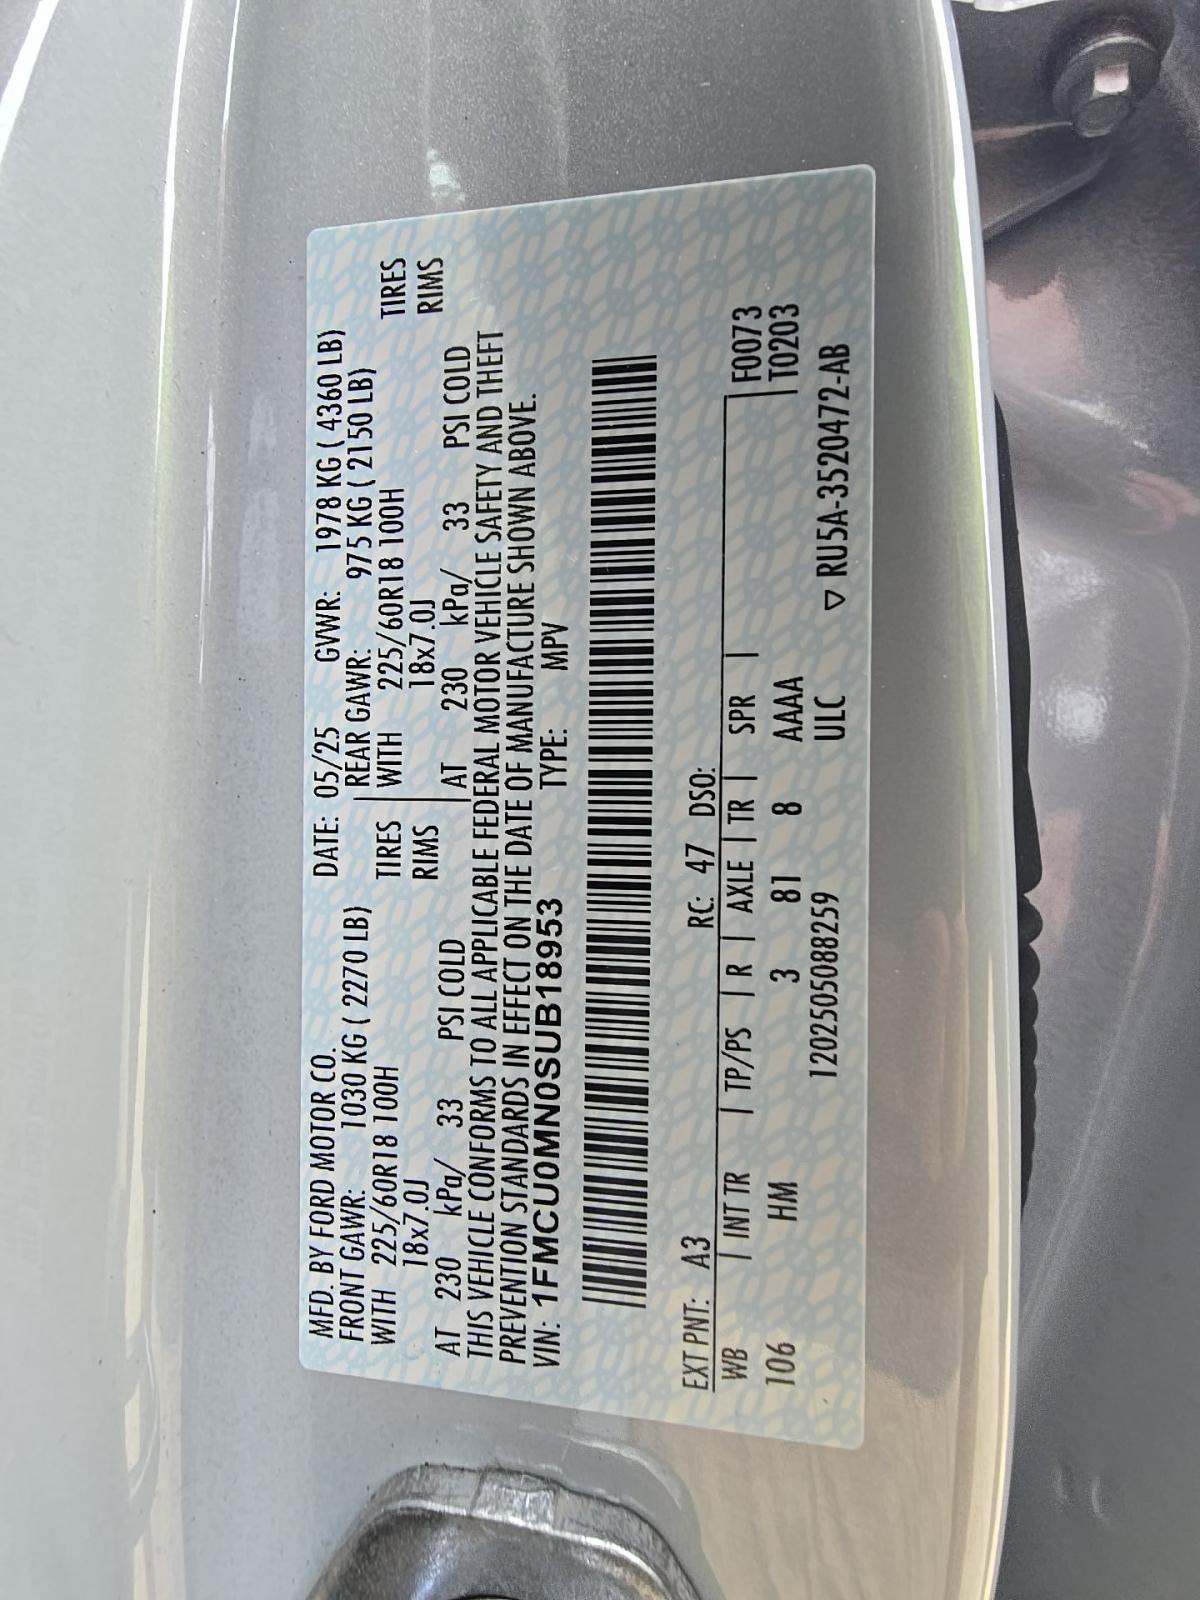 MFD. BY FORD MOTOR CO. DATE: 05/25 GVWR: 1978 KG ( 4360 LB)
FRONT GAWR: 1030 KG ( 2270 LB) REAR GAWR: 975 KG ( 2150 LB)
WITH 225/60R18 100H TIRES WITH 225/60R18 100H TIRES
18x7.0J RIMS 18x7.0J RIMS
AT 230 kPa/ 33 PSI COLD AT 230 kPa/ 33 PSI COLD
THIS VEHICLE CONFORMS TO ALL APPLICABLE FEDERAL MOTOR VEHICLE SAFETY AND THEFT
PREVENTION STANDARDS IN EFFECT ON THE DATE OF MANUFACTURE SHOWN ABOVE.
VIN: 1FMCU0MN0SUB18953 TYPE: MPV
EXT PNT: A3 RC: 47 DSO:
WB | INT TR | TP/PS | R | AXLE | TR | SPR | F0073
106 HM 3 81 8 AAAA T0203
120250508B259 ULC ▽ RU5A-3520472-AB